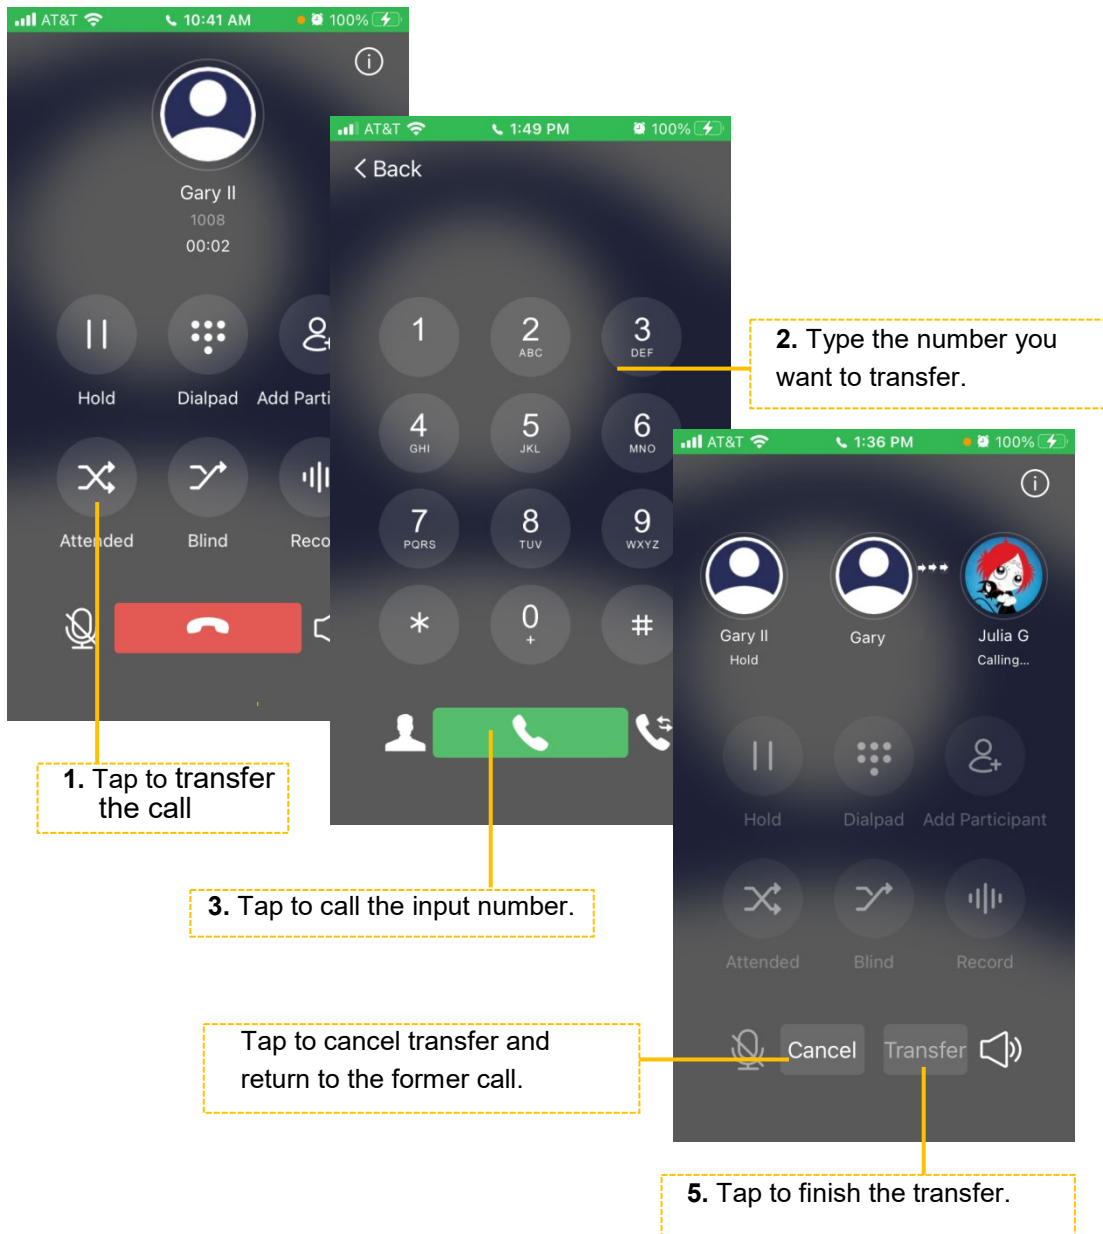 AT&T 10:41 AM 100%
Gary II
1008
00:02
Hold Dialpad Add Parti
Attended Blind Reco
1. Tap to transfer
the call
AT&T 1:49 PM 100%
< Back
1 2 3
ABC DEF
4 5 6
GHI JKL MNO
7 8 9
PQRS TUV WXYZ
* 0 #
+
2. Type the number you
want to transfer.
3. Tap to call the input number.
AT&T 1:36 PM 100%
Gary II Gary Julia G
Hold Calling...
Hold Dialpad Add Participant
Attended Blind Record
Cancel Transfer
Tap to cancel transfer and
return to the former call.
5. Tap to finish the transfer.